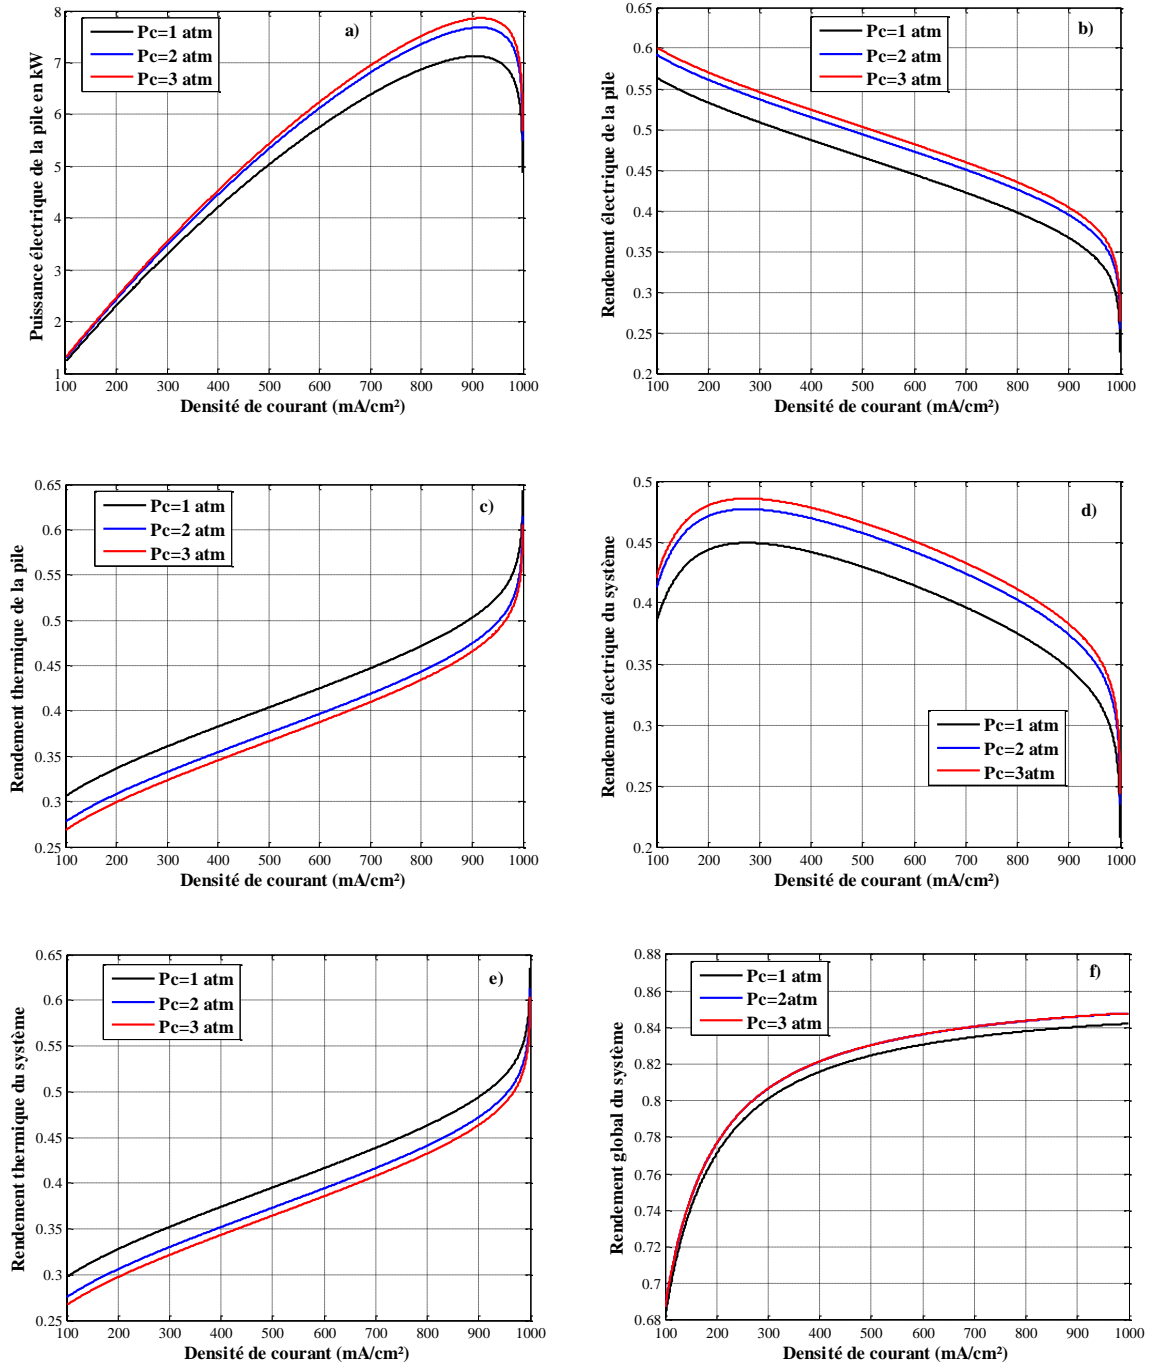 a)
Pc=1 atm
Pc=2 atm
Pc=3 atm
Puissance électrique de la pile en kW
8
7
6
5
4
3
2
1
100 200 300 400 500 600 700 800 900 1000
Densité de courant (mA/cm²)
b)
Pc=1 atm
Pc=2 atm
Pc=3 atm
Rendement électrique de la pile
0.65
0.6
0.55
0.5
0.45
0.4
0.35
0.3
0.25
0.2
100 200 300 400 500 600 700 800 900 1000
Densité de courant (mA/cm²)
c)
Pc=1 atm
Pc=2 atm
Pc=3 atm
Rendement thermique de la pile
0.65
0.6
0.55
0.5
0.45
0.4
0.35
0.3
0.25
100 200 300 400 500 600 700 800 900 1000
Densité de courant (mA/cm²)
d)
Pc=1 atm
Pc=2 atm
Pc=3atm
Rendement électrique du système
0.5
0.45
0.4
0.35
0.3
0.25
0.2
100 200 300 400 500 600 700 800 900 1000
Densité de courant (mA/cm²)
e)
Pc=1 atm
Pc=2 atm
Pc=3 atm
Rendement thermique du système
0.65
0.6
0.55
0.5
0.45
0.4
0.35
0.3
0.25
100 200 300 400 500 600 700 800 900 1000
Densité de courant (mA/cm²)
f)
Pc=1 atm
Pc=2atm
Pc=3 atm
Rendement global du système
0.88
0.86
0.84
0.82
0.8
0.78
0.76
0.74
0.72
0.7
0.68
100 200 300 400 500 600 700 800 900 1000
Densité de courant (mA/cm²)